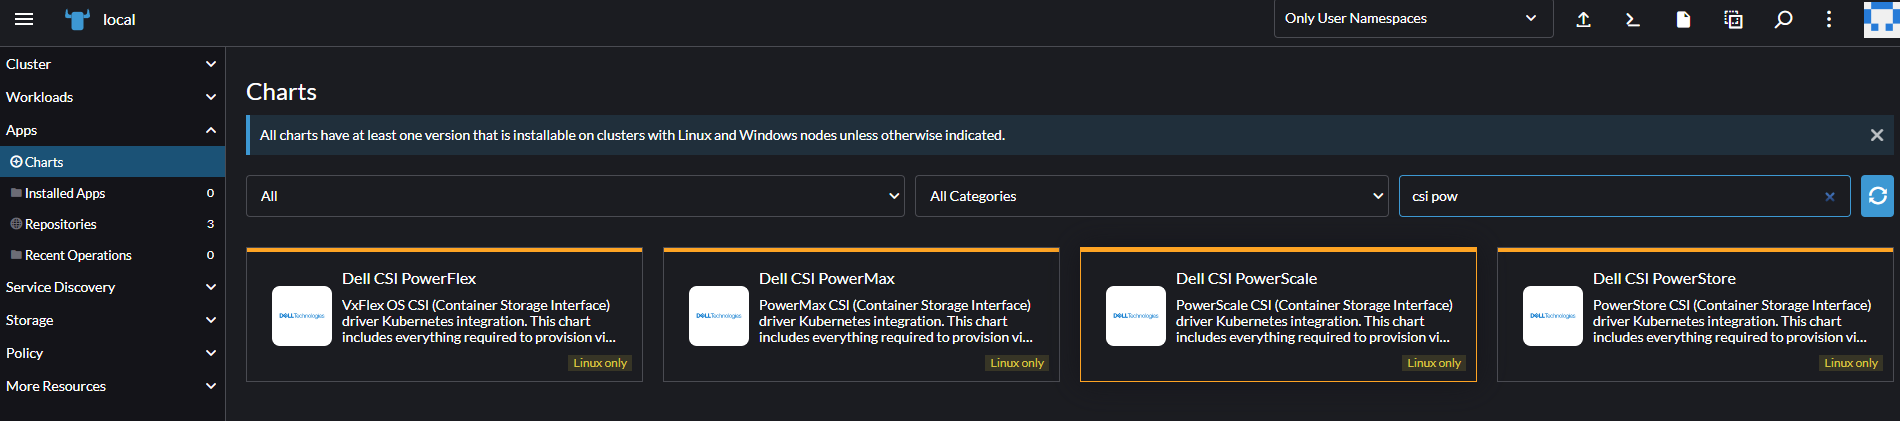 local
Only User Namespaces
Cluster
Workloads
Apps
Charts
Installed Apps 0
Repositories 3
Recent Operations 0
Service Discovery
Storage
Policy
More Resources
Charts
All charts have at least one version that is installable on clusters with Linux and Windows nodes unless otherwise indicated.
All
All Categories
csi pow
DELLTechnologies
Dell CSI PowerFlex
VxFlex OS CSI (Container Storage Interface)
driver Kubernetes integration. This chart
includes everything required to provision vi...
Linux only
DELLTechnologies
Dell CSI PowerMax
PowerMax CSI (Container Storage Interface)
driver Kubernetes integration. This chart
includes everything required to provision vi...
Linux only
DELLTechnologies
Dell CSI PowerScale
PowerScale CSI (Container Storage Interface)
driver Kubernetes integration. This chart
includes everything required to provision vi...
Linux only
DELLTechnologies
Dell CSI PowerStore
PowerStore CSI (Container Storage Interface)
driver Kubernetes integration. This chart
includes everything required to provision vi...
Linux only